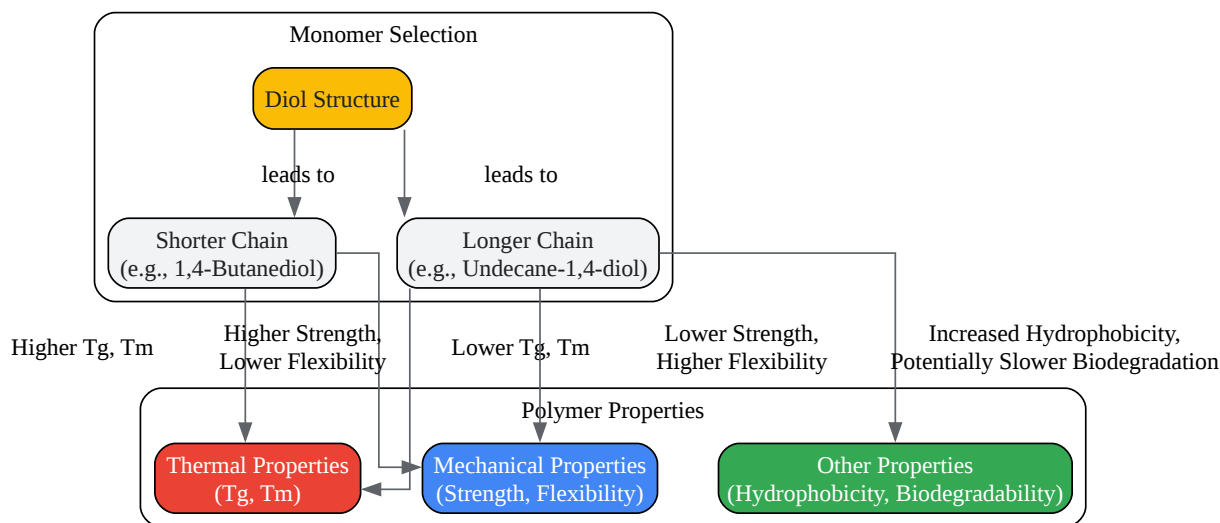 Monomer Selection
Diol Structure
leads to
leads to
Shorter Chain
(e.g., 1,4-Butanediol)
Longer Chain
(e.g., Undecane-1,4-diol)
Higher Tg, Tm
Higher Strength,
Lower Flexibility
Lower Tg, Tm
Lower Strength,
Higher Flexibility
Increased Hydrophobicity,
Potentially Slower Biodegradation
Polymer Properties
Thermal Properties
(Tg, Tm)
Mechanical Properties
(Strength, Flexibility)
Other Properties
(Hydrophobicity, Biodegradability)